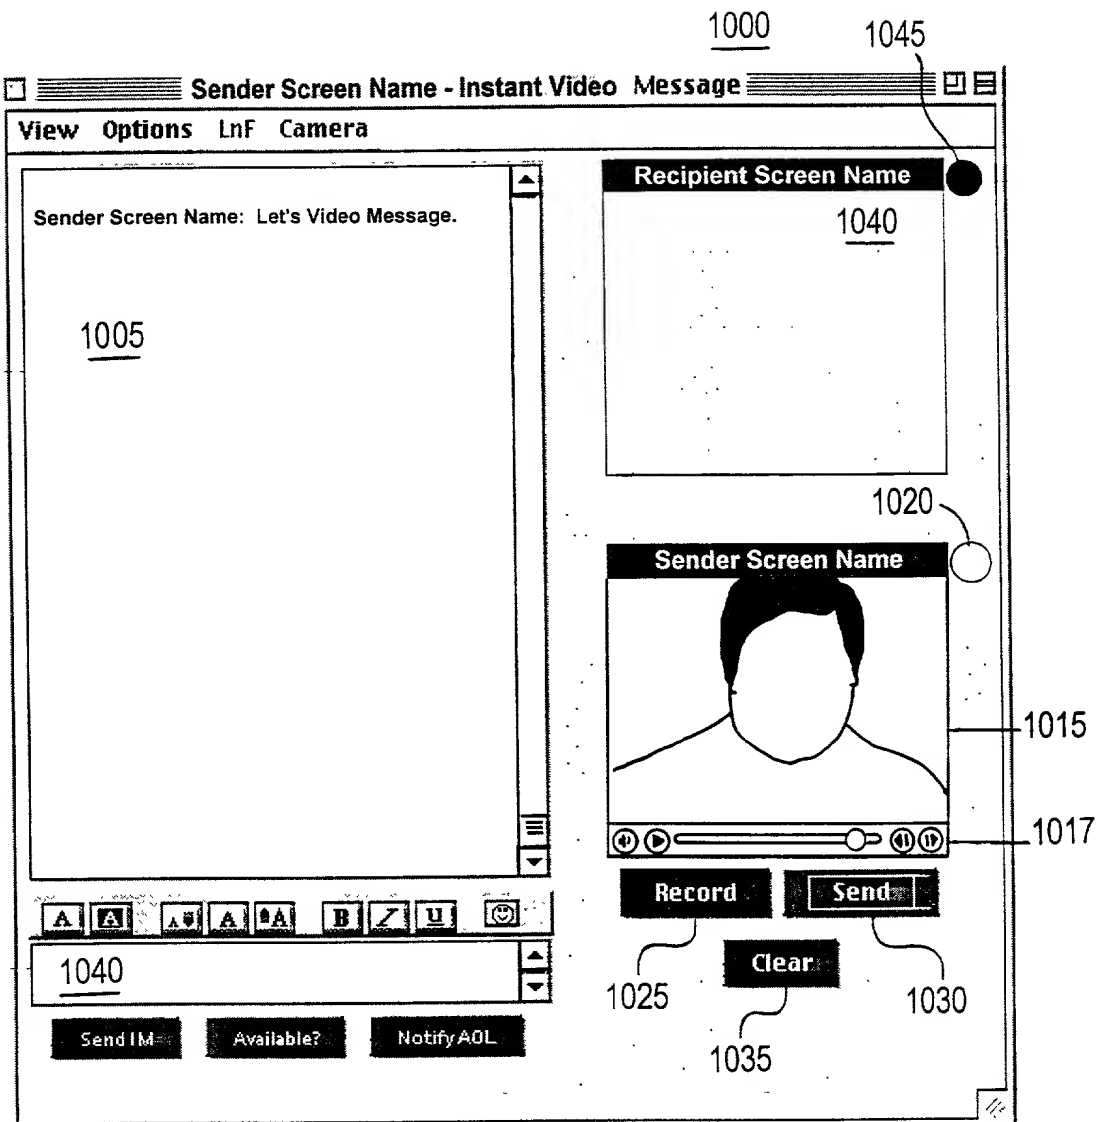 1000
1045
Sender Screen Name - Instant Video Message
View Options LnF Camera
Recipient Screen Name
Sender Screen Name: Let's Video Message.
1040
1005
1020
Sender Screen Name
1015
1017
Record Send
A A A A A B I U
1040
Clear
1025 1030
Send IM Available? Notify AOL
1035